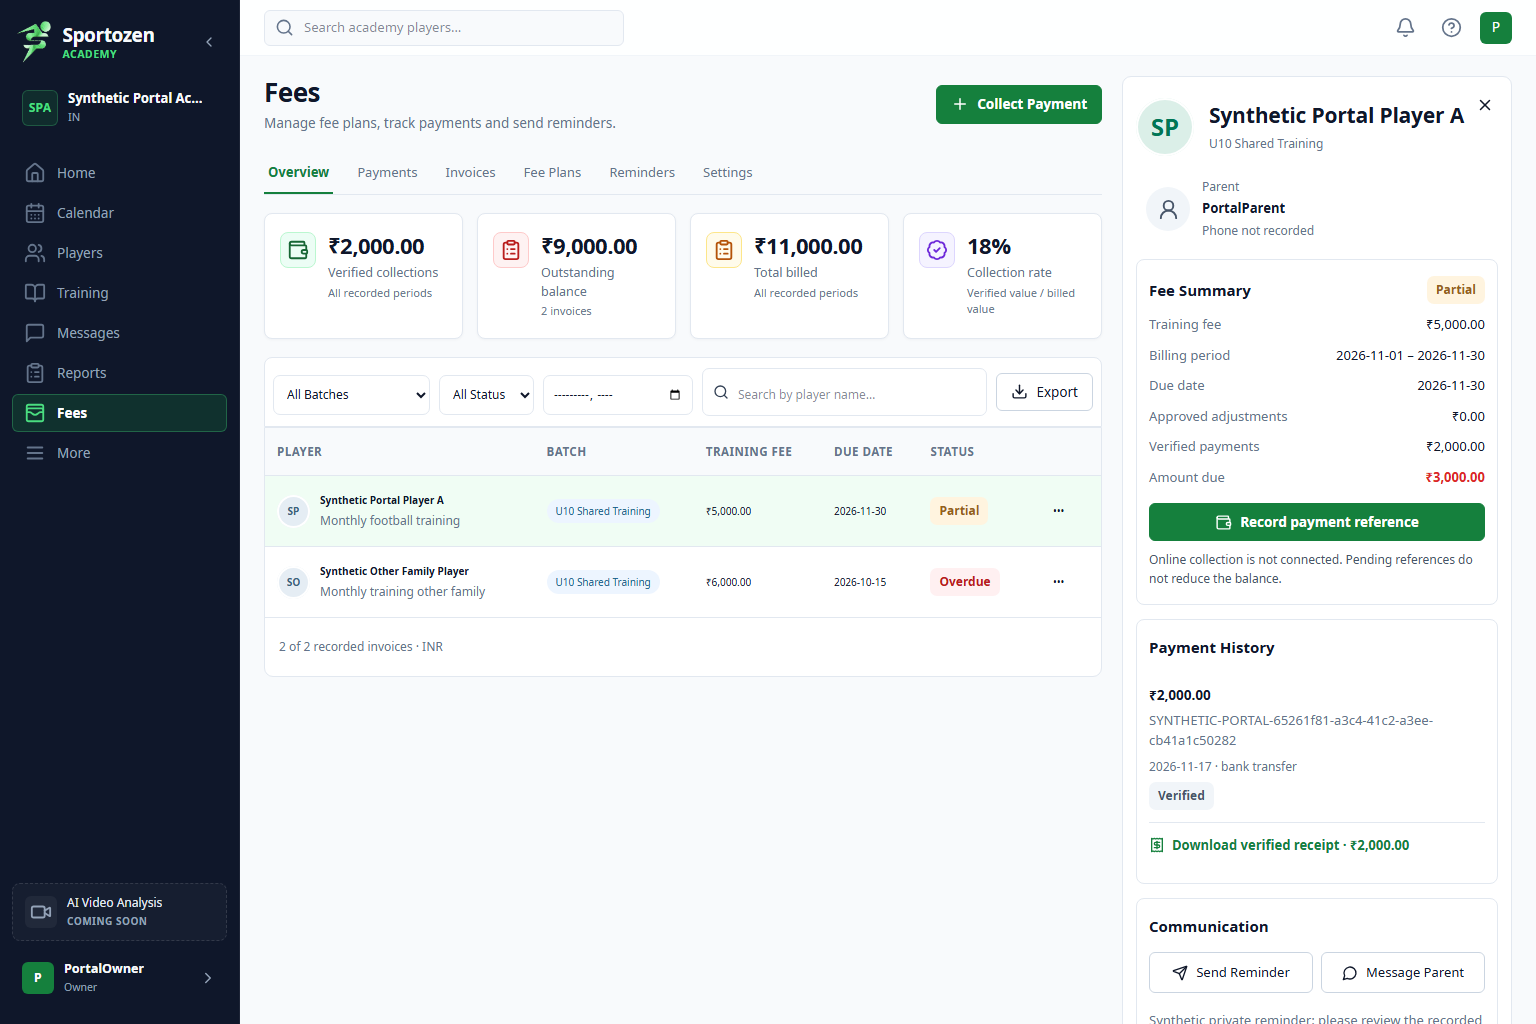 Sportozen
ACADEMY
SPA
Synthetic Portal Ac...
IN
Home
Calendar
Players
Training
Messages
Reports
Fees
More
AI Video Analysis
COMING SOON
P
PortalOwner
Owner
Search academy players...
P
Fees
Manage fee plans, track payments and send reminders.
Collect Payment
Overview
Payments
Invoices
Fee Plans
Reminders
Settings
₹2,000.00
Verified collections
All recorded periods
₹9,000.00
Outstanding
balance
2 invoices
₹11,000.00
Total billed
All recorded periods
18%
Collection rate
Verified value / billed
value
All Batches
All Status
---------, ----
Search by player name...
Export
PLAYER
BATCH
TRAINING FEE
DUE DATE
STATUS
SP
Synthetic Portal Player A
Monthly football training
U10 Shared Training
₹5,000.00
2026-11-30
Partial
SO
Synthetic Other Family Player
Monthly training other family
U10 Shared Training
₹6,000.00
2026-10-15
Overdue
2 of 2 recorded invoices · INR
SP
Synthetic Portal Player A
U10 Shared Training
Parent
PortalParent
Phone not recorded
Fee Summary
Partial
Training fee
₹5,000.00
Billing period
2026-11-01 – 2026-11-30
Due date
2026-11-30
Approved adjustments
₹0.00
Verified payments
₹2,000.00
Amount due
₹3,000.00
Record payment reference
Online collection is not connected. Pending references do
not reduce the balance.
Payment History
₹2,000.00
SYNTHETIC-PORTAL-65261f81-a3c4-41c2-a3ee-
cb41a1c50282
2026-11-17 · bank transfer
Verified
Download verified receipt · ₹2,000.00
Communication
Send Reminder
Message Parent
Synthetic private reminder: please review the recorded